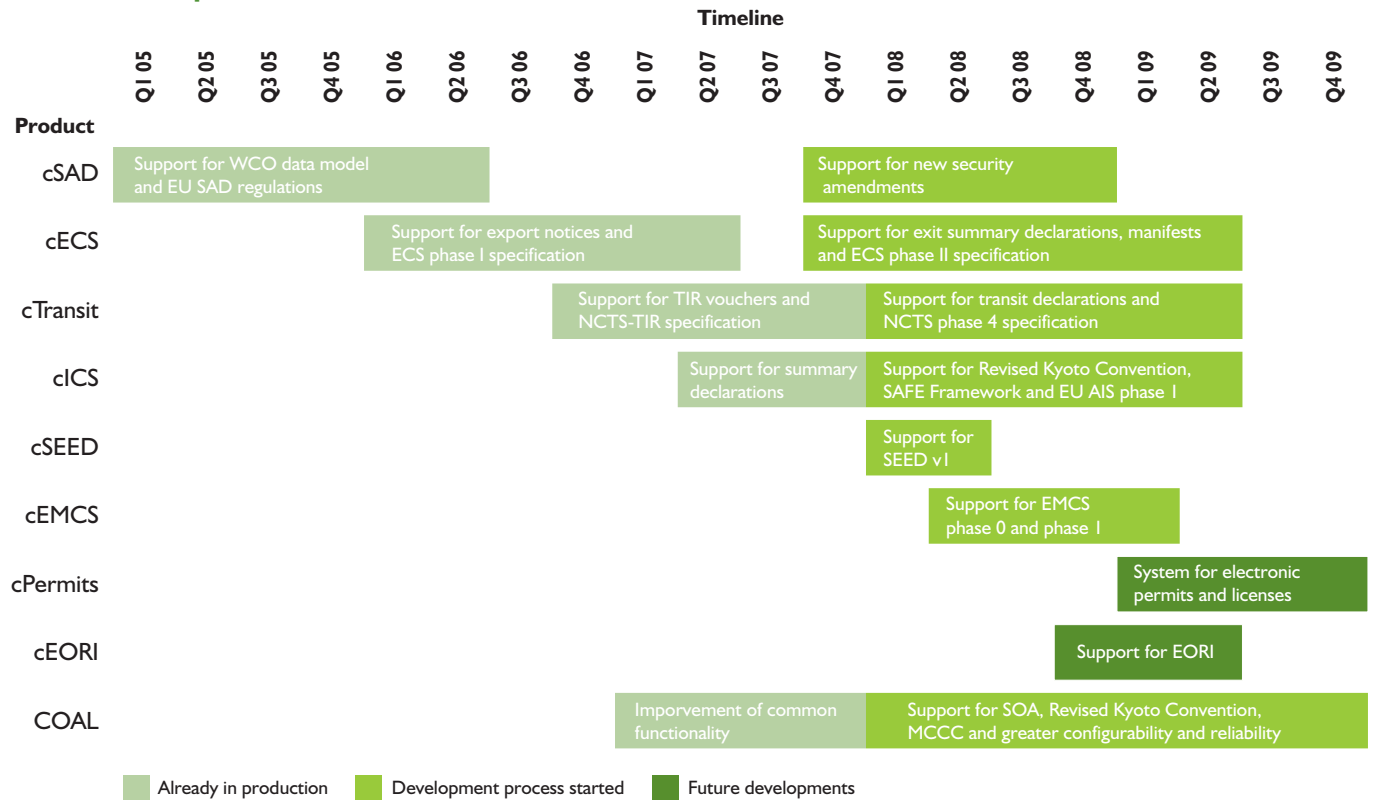 Timeline
Q1 05 Q2 05 Q3 05 Q4 05 Q1 06 Q2 06 Q3 06 Q4 06 Q1 07 Q2 07 Q3 07 Q4 07 Q1 08 Q2 08 Q3 08 Q4 08 Q1 09 Q2 09 Q3 09 Q4 09
Product
cSAD
Support for WCO data model
and EU SAD regulations
Support for new security
amendments
cECS
Support for export notices and
ECS phase I specification
Support for exit summary declarations, manifests
and ECS phase II specification
cTransit
Support for TIR vouchers and
NCTS-TIR specification
Support for transit declarations and
NCTS phase 4 specification
cICS
Support for summary
declarations
Support for Revised Kyoto Convention,
SAFE Framework and EU AIS phase 1
cSEED
Support for
SEED v1
cEMCS
Support for EMCS
phase 0 and phase 1
cPermits
System for electronic
permits and licenses
cEORI
Support for EORI
COAL
Imporvement of common
functionality
Support for SOA, Revised Kyoto Convention,
MCCC and greater configurability and reliability
Already in production
Development process started
Future developments